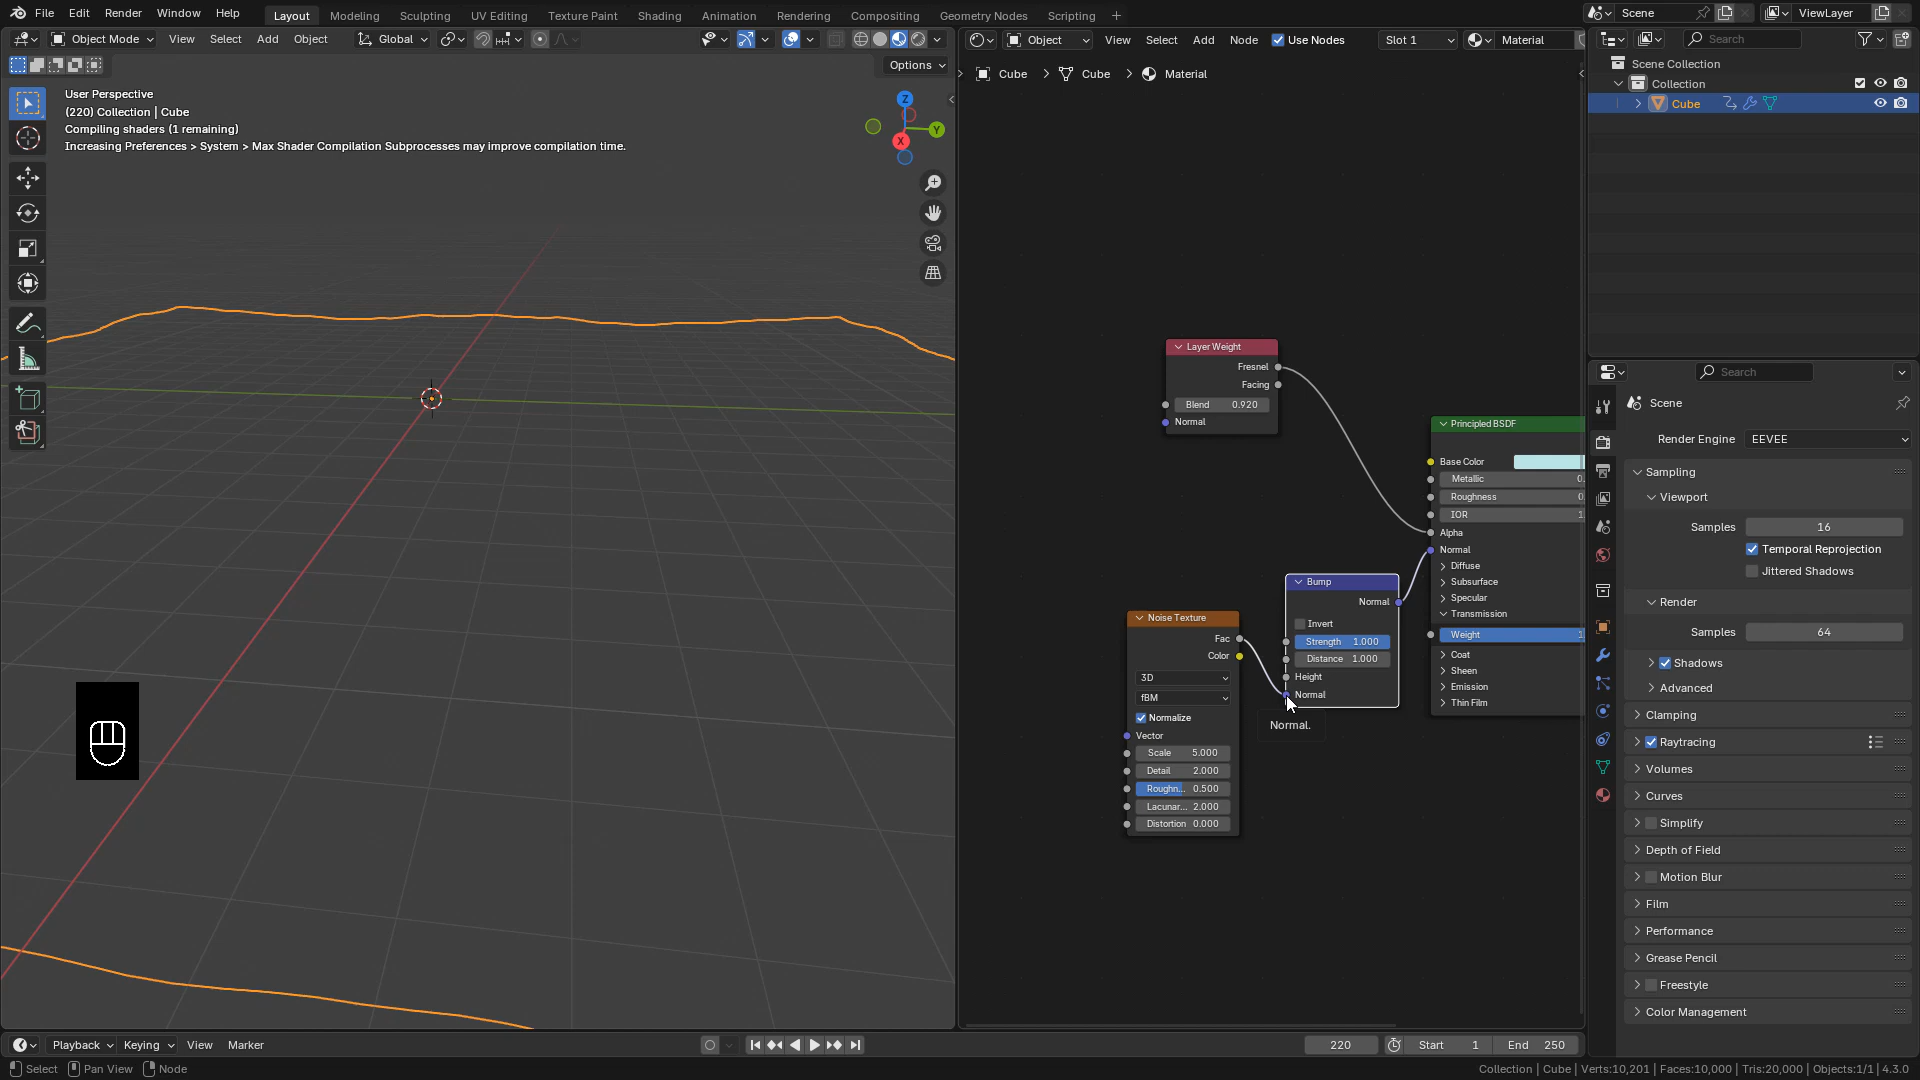 File Edit Render Window Help Layout Modeling Sculpting UV Editing Texture Paint Shading Animation Rendering Compositing Geometry Nodes Scripting + Scene ViewLayer
Object Mode View Select Add Object Global
Object View Select Add Node Use Nodes Slot 1 Material
Search
Options
Cube > Cube > Material
Scene Collection
Collection
Cube
User Perspective
(220) Collection | Cube
Compiling shaders (1 remaining)
Increasing Preferences > System > Max Shader Compilation Subprocesses may improve compilation time.
Z
Y
X
Layer Weight
Fresnel
Facing
Blend 0.920
Normal
Principled BSDF
Base Color
Metallic 0.
Roughness 0.
IOR 1
Alpha
Normal
Diffuse
Subsurface
Specular
Transmission
Weight 1
Coat
Sheen
Emission
Thin Film
Bump
Normal
Invert
Strength 1.000
Distance 1.000
Height
Normal
Normal.
Noise Texture
Fac
Color
3D
fBM
Normalize
Vector
Scale 5.000
Detail 2.000
Roughn... 0.500
Lacunar... 2.000
Distortion 0.000
Search
Scene
Render Engine EEVEE
Sampling
Viewport
Samples 16
Temporal Reprojection
Jittered Shadows
Render
Samples 64
Shadows
Advanced
Clamping
Raytracing
Volumes
Curves
Simplify
Depth of Field
Motion Blur
Film
Performance
Grease Pencil
Freestyle
Color Management
Playback Keying View Marker 220 Start 1 End 250
Select Pan View Node Collection | Cube | Verts:10,201 | Faces:10,000 | Tris:20,000 | Objects:1/1 | 4.3.0